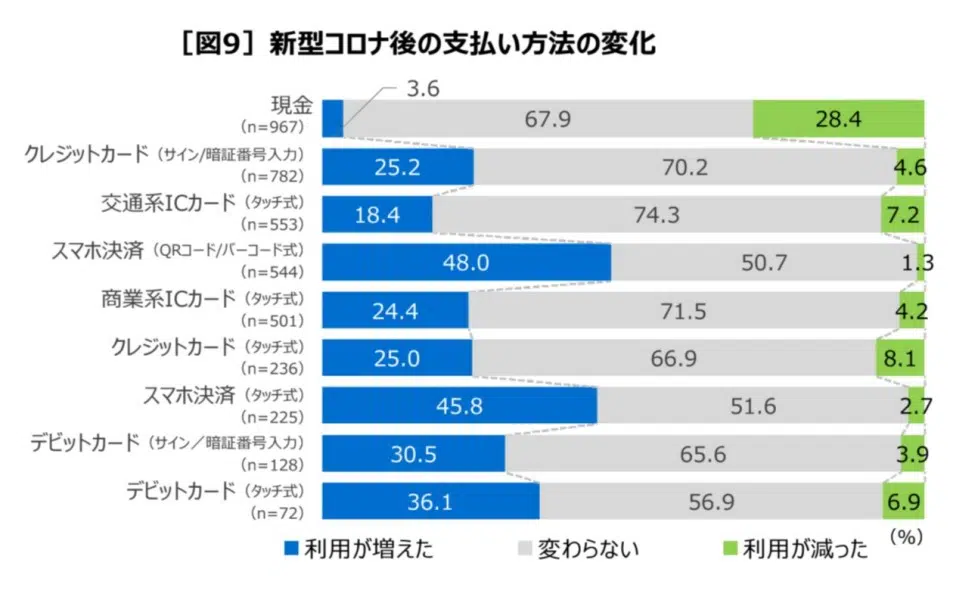 ［図9］新型コロナ後の支払い方法の変化
3.6
現金
(n=967)
67.9
28.4
クレジットカード（サイン/暗証番号入力）
(n=782)
25.2
70.2
4.6
交通系ICカード（タッチ式）
(n=553)
18.4
74.3
7.2
スマホ決済（QRコード/バーコード式）
(n=544)
48.0
50.7
1.3
商業系ICカード（タッチ式）
(n=501)
24.4
71.5
4.2
クレジットカード（タッチ式）
(n=236)
25.0
66.9
8.1
スマホ決済（タッチ式）
(n=225)
45.8
51.6
2.7
デビットカード（サイン／暗証番号入力）
(n=128)
30.5
65.6
3.9
デビットカード（タッチ式）
(n=72)
36.1
56.9
6.9
(%)
利用が増えた
変わらない
利用が減った